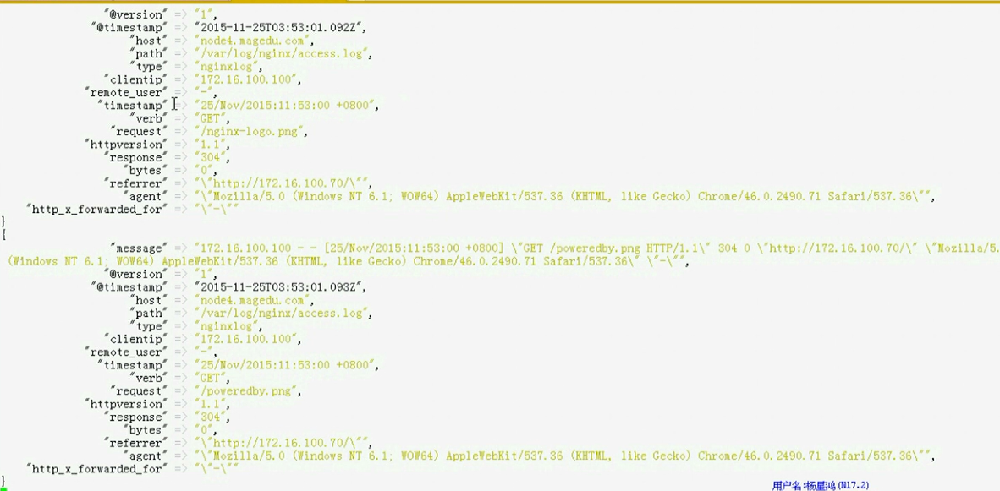 "@version" => "1",
"@timestamp" => "2015-11-25T03:53:01.092Z",
"host" => "node4.magedu.com",
"path" => "/var/log/nginx/access.log",
"type" => "nginxlog",
"clientip" => "172.16.100.100",
"remote_user" => "-",
"timestamp" => "25/Nov/2015:11:53:00 +0800",
"verb" => "GET",
"request" => "/nginx-logo.png",
"httpversion" => "1.1",
"response" => "304",
"bytes" => "0",
"referrer" => "\"http://172.16.100.70/\"",
"agent" => "\"Mozilla/5.0 (Windows NT 6.1; WOW64) AppleWebKit/537.36 (KHTML, like Gecko) Chrome/46.0.2490.71 Safari/537.36\"",
"http_x_forwarded_for" => "\"-\""
}
{
"message" => "172.16.100.100 - - [25/Nov/2015:11:53:00 +0800] \"GET /poweredby.png HTTP/1.1\" 304 0 \"http://172.16.100.70/\" \"Mozilla/5.
(Windows NT 6.1; WOW64) AppleWebKit/537.36 (KHTML, like Gecko) Chrome/46.0.2490.71 Safari/537.36\" \"-\"",
"@version" => "1",
"@timestamp" => "2015-11-25T03:53:01.093Z",
"host" => "node4.magedu.com",
"path" => "/var/log/nginx/access.log",
"type" => "nginxlog",
"clientip" => "172.16.100.100",
"remote_user" => "-",
"timestamp" => "25/Nov/2015:11:53:00 +0800",
"verb" => "GET",
"request" => "/poweredby.png",
"httpversion" => "1.1",
"response" => "304",
"bytes" => "0",
"referrer" => "\"http://172.16.100.70/\"",
"agent" => "\"Mozilla/5.0 (Windows NT 6.1; WOW64) AppleWebKit/537.36 (KHTML, like Gecko) Chrome/46.0.2490.71 Safari/537.36\"",
"http_x_forwarded_for" => "\"-\""
}
用户名:杨星鸿(N17.2)